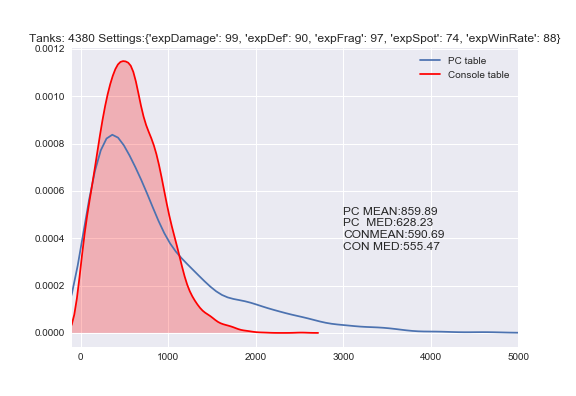 Tanks: 4380 Settings:{'expDamage': 99, 'expDef': 90, 'expFrag': 97, 'expSpot': 74, 'expWinRate': 88}
0.0012
PC table
Console table
0.0010
0.0008
0.0006
PC MEAN:859.89
PC  MED:628.23
CONMEAN:590.69
CON MED:555.47
0.0004
0.0002
0.0000
0 1000 2000 3000 4000 5000